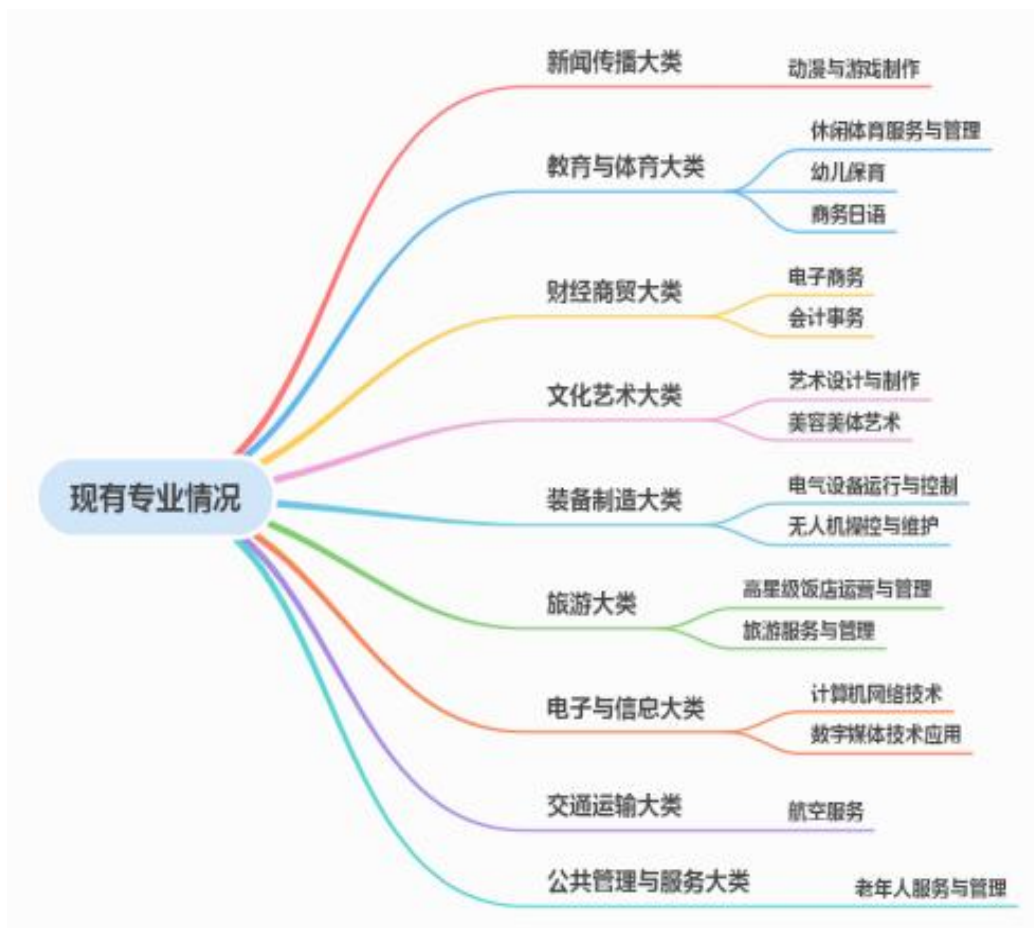 新闻传播大类
动漫与游戏制作
教育与体育大类
休闲体育服务与管理
幼儿保育
商务日语
财经商贸大类
电子商务
会计事务
文化艺术大类
艺术设计与制作
美容美体艺术
现有专业情况
装备制造大类
电气设备运行与控制
无人机操控与维护
旅游大类
高星级饭店运营与管理
旅游服务与管理
电子与信息大类
计算机网络技术
数字媒体技术应用
交通运输大类
航空服务
公共管理与服务大类
老年人服务与管理